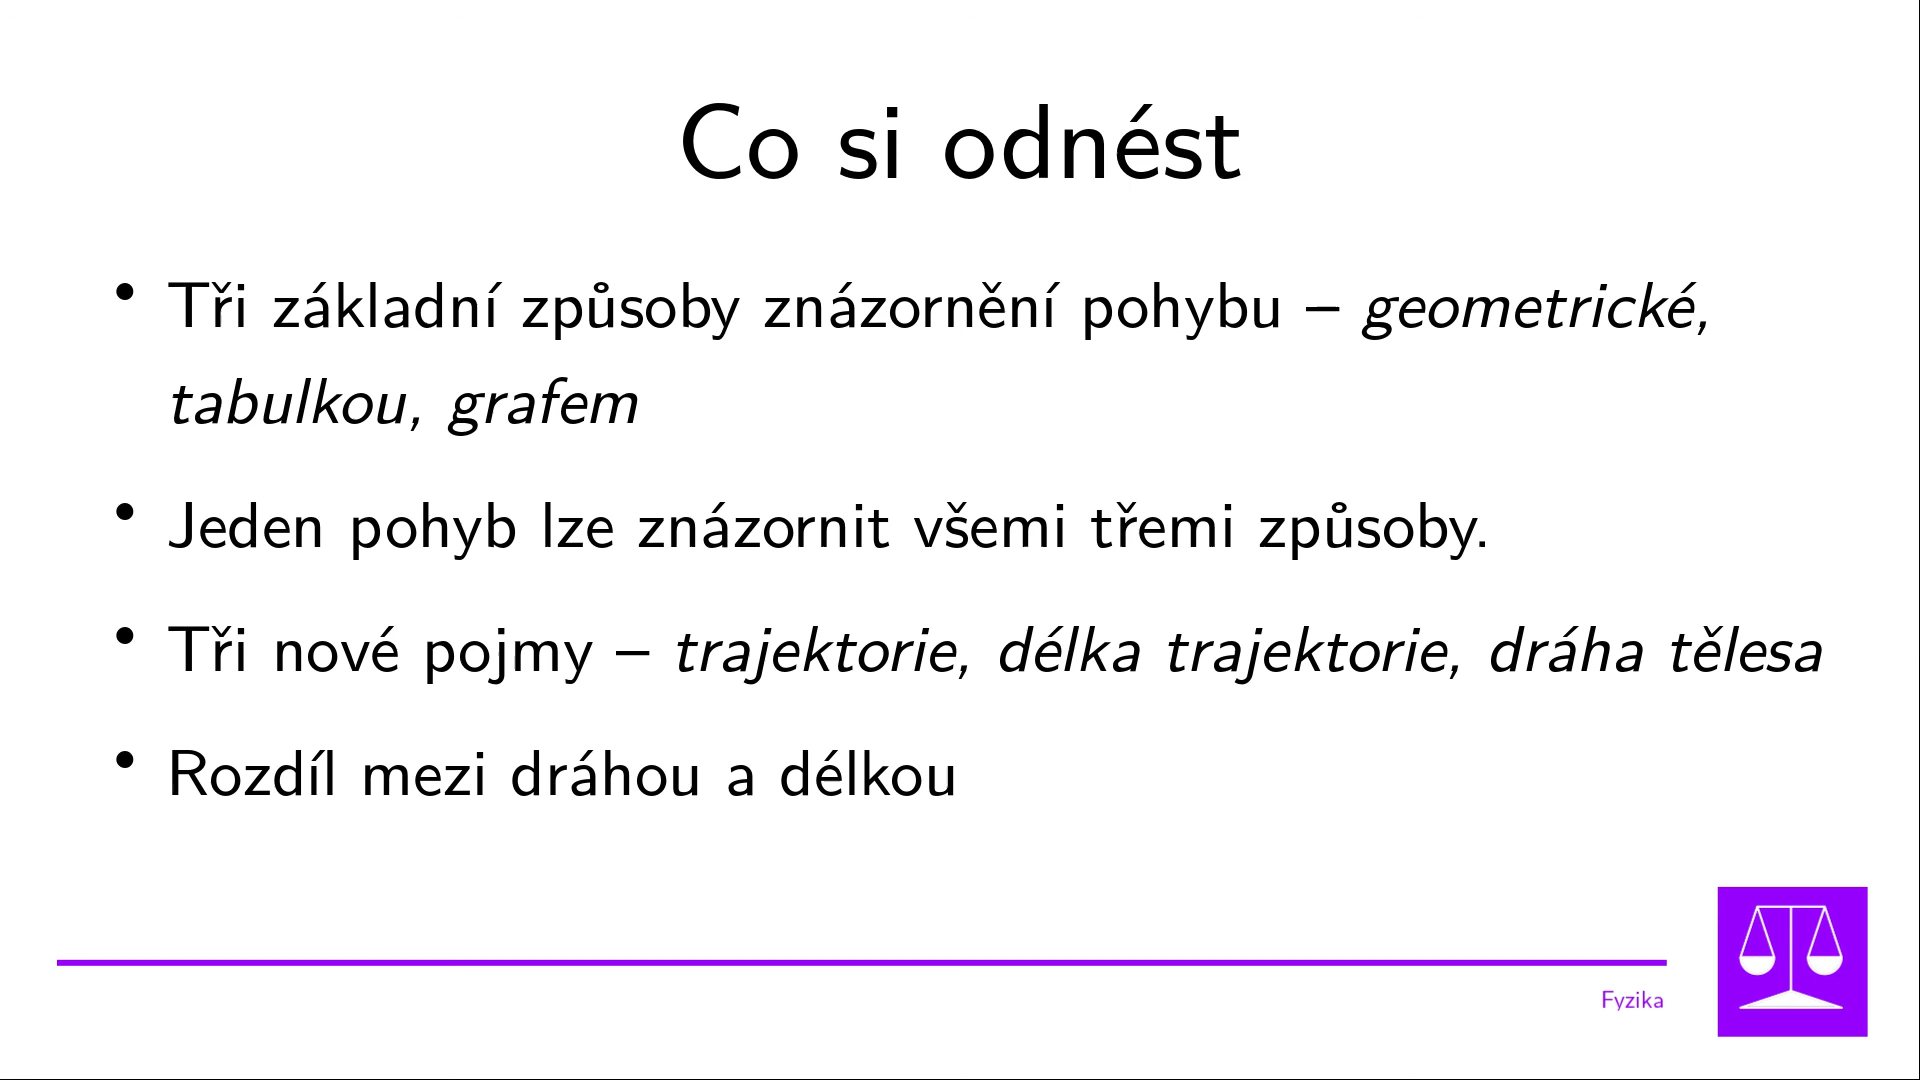 Co si odnést
• Tři základní způsoby znázornění pohybu – geometrické,
tabulkou, grafem
• Jeden pohyb lze znázornit všemi třemi způsoby.
• Tři nové pojmy – trajektorie, délka trajektorie, dráha tělesa
• Rozdíl mezi dráhou a délkou
Fyzika